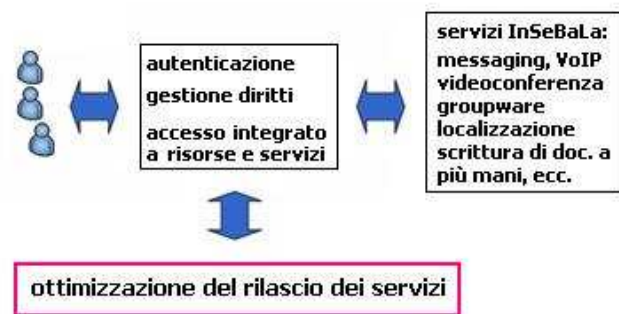 autenticazione
gestione diritti
accesso integrato
a risorse e servizi
servizi InSeBaLa:
messaging, VoIP
videoconferenza
groupware
localizzazione
scrittura di doc. a
più mani, ecc.
ottimizzazione del rilascio dei servizi